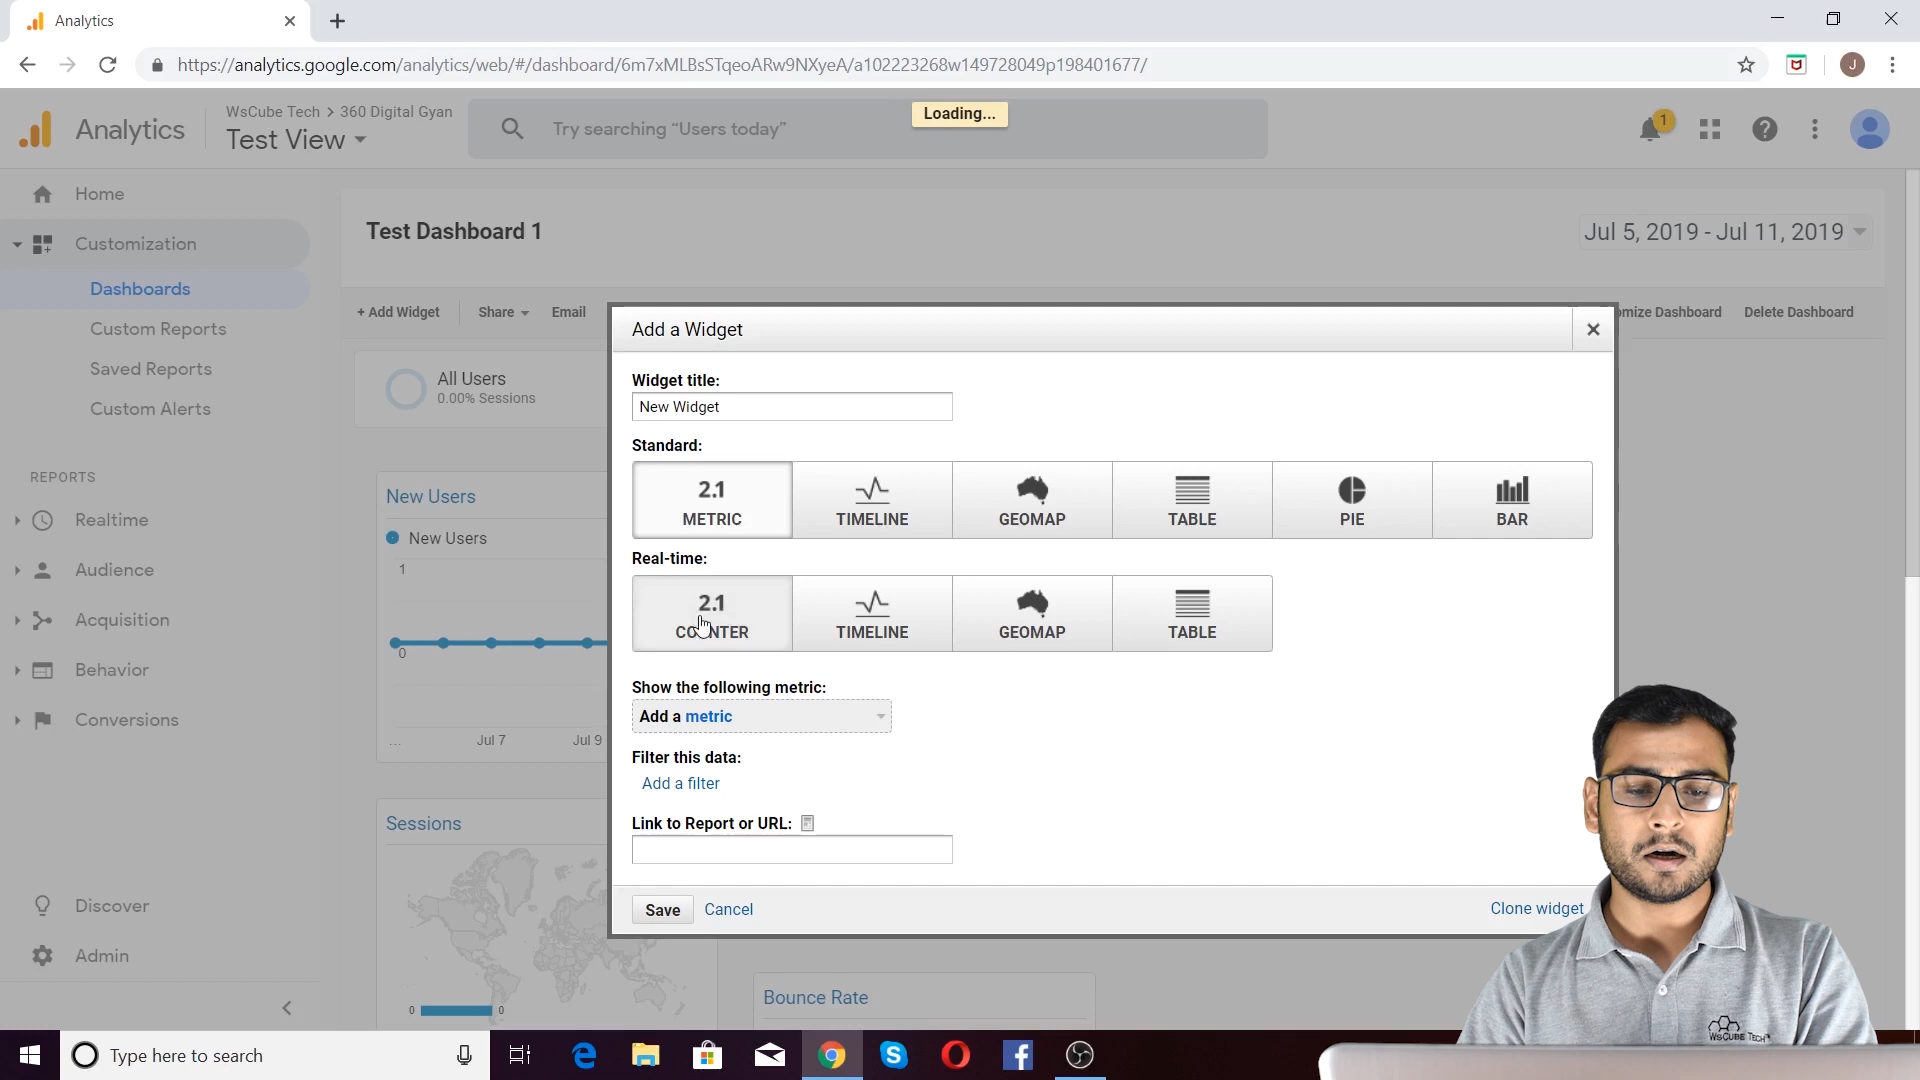 Analytics
https://analytics.google.com/analytics/web/#/dashboard/6m7xMLBsSTqeoARw9NXyeA/a102223268w149728049p198401677/
J
Analytics
WsCube Tech > 360 Digital Gyan
Test View
Try searching “Users today”
Loading...
1
Home
Customization
Dashboards
Custom Reports
Saved Reports
Custom Alerts
REPORTS
Realtime
Audience
Acquisition
Behavior
Conversions
Discover
Admin
Test Dashboard 1
Jul 5, 2019 - Jul 11, 2019
+ Add Widget
Share
Email
omize Dashboard
Delete Dashboard
All Users
0.00% Sessions
New Users
New Users
1
0
...
Jul 7
Jul 9
Sessions
0
0
Bounce Rate
Add a Widget
Widget title:
New Widget
Standard:
2.1
METRIC
TIMELINE
GEOMAP
TABLE
PIE
BAR
Real-time:
2.1
COUNTER
TIMELINE
GEOMAP
TABLE
Show the following metric:
Add a metric
Filter this data:
Add a filter
Link to Report or URL:
Save
Cancel
Clone widget
WsCube Tech
Type here to search